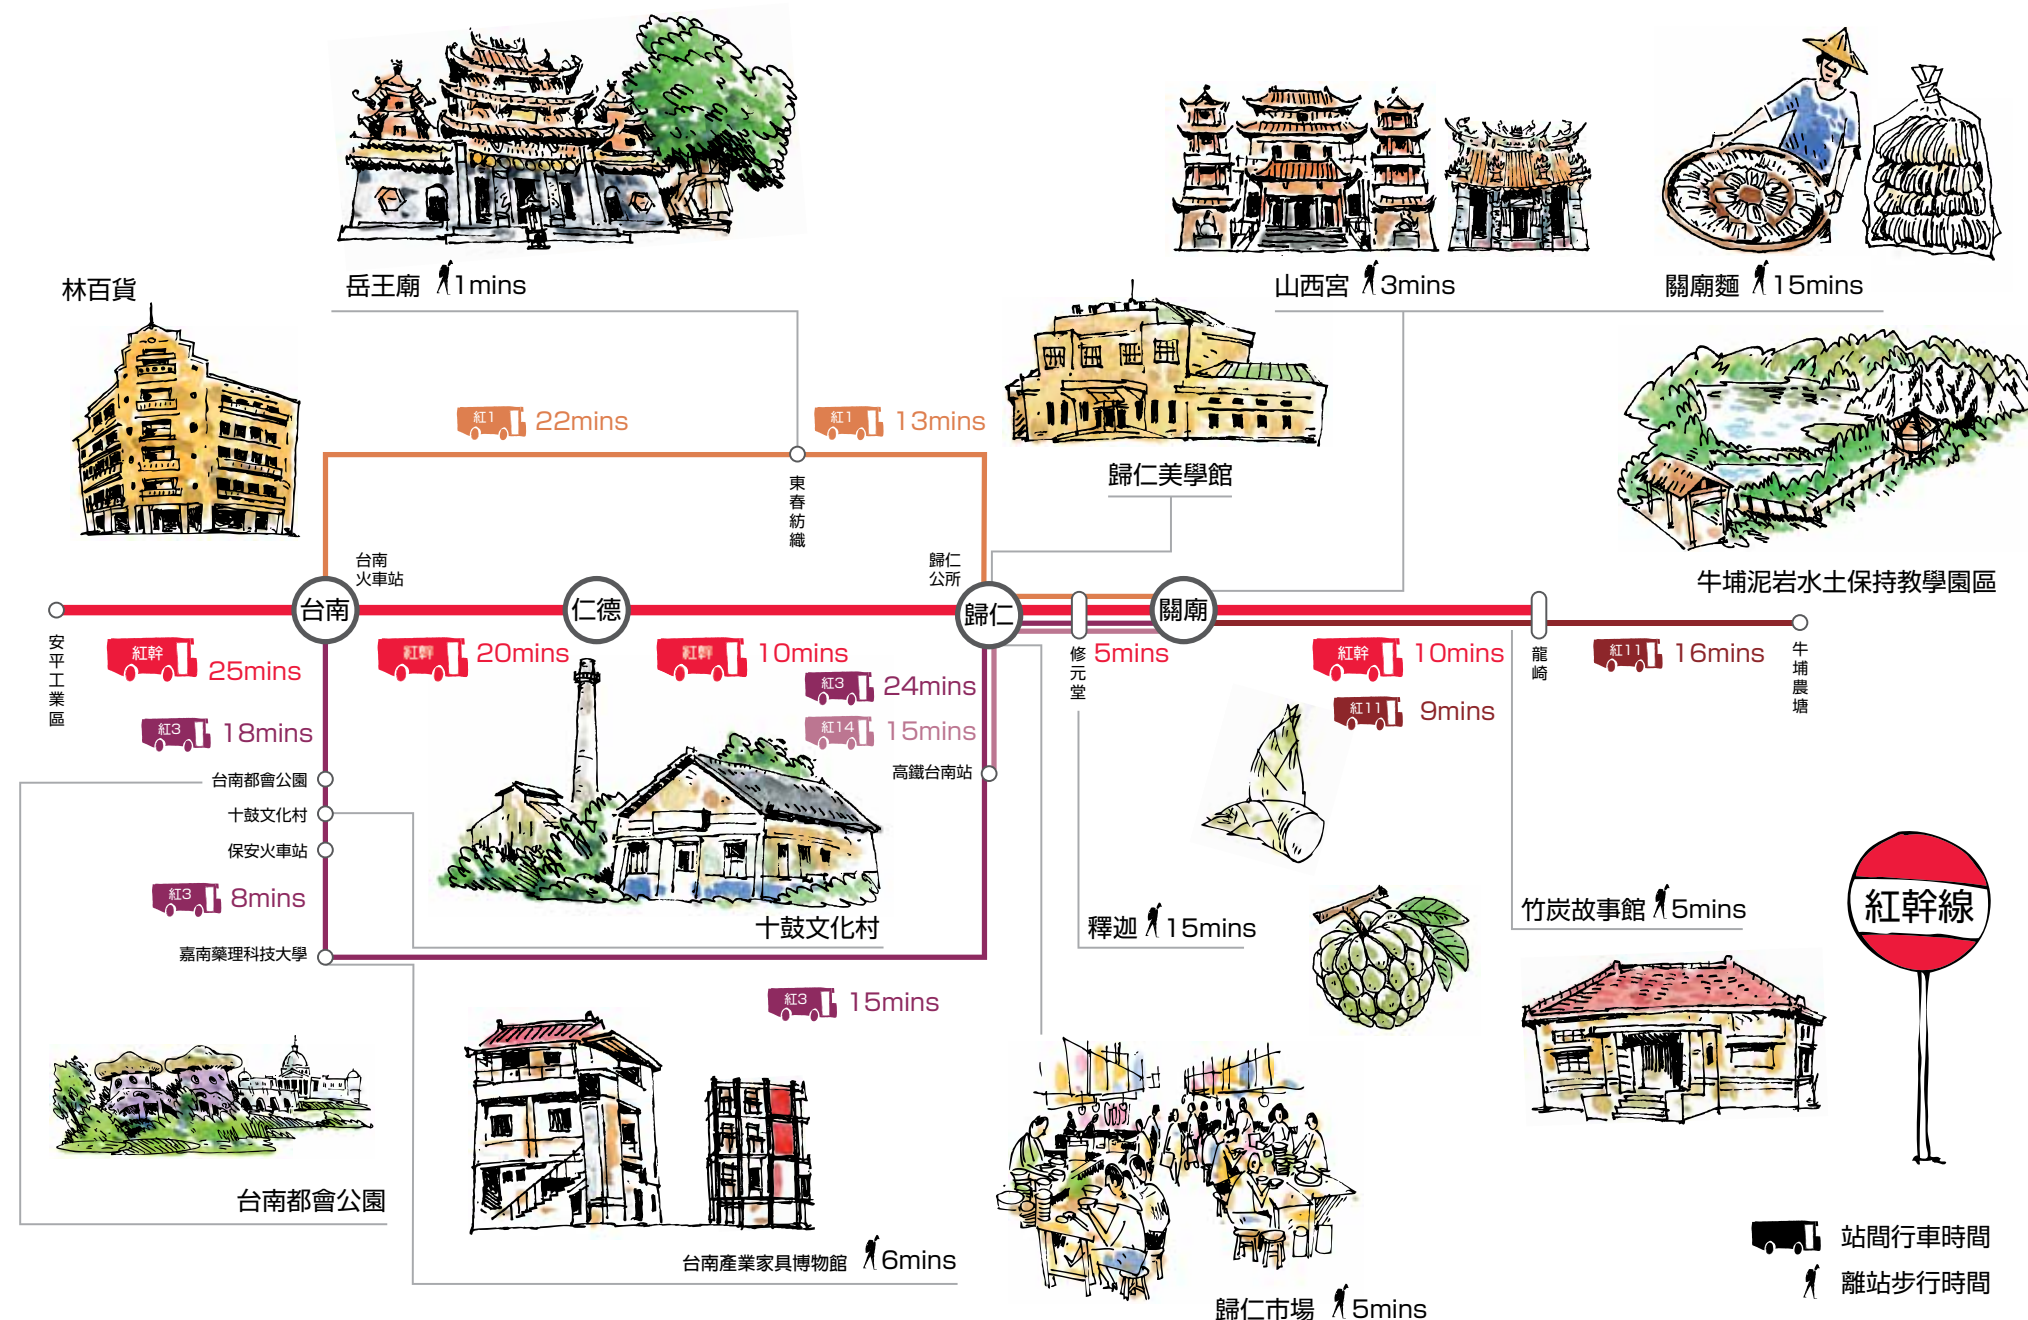 林百貨
岳王廟 1mins
山西宮 3mins
關廟麵 15mins
紅1 22mins
紅1 13mins
歸仁美學館
東春紡織
台南
火車站
歸仁
公所
牛埔泥岩水土保持教學園區
台南
仁德
歸仁
關廟
安平工業區
紅幹 25mins
紅幹 20mins
紅幹 10mins
修元堂
5mins
紅幹 10mins
龍崎
紅11 16mins
牛埔農塘
紅3 24mins
紅11 9mins
紅3 18mins
紅14 15mins
高鐵台南站
台南都會公園
十鼓文化村
保安火車站
紅3 8mins
十鼓文化村
釋迦 15mins
竹炭故事館 5mins
紅幹線
嘉南藥理科技大學
紅3 15mins
台南都會公園
台南產業家具博物館 6mins
歸仁市場 5mins
站間行車時間
離站步行時間